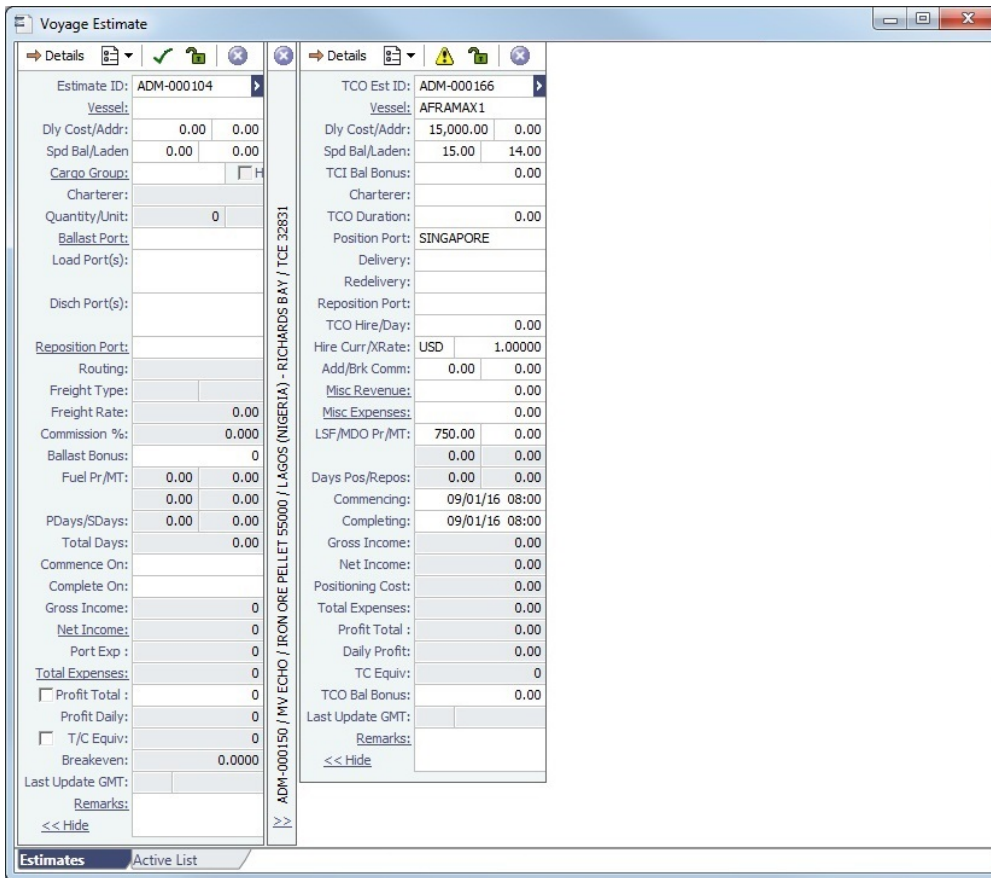 Voyage Estimate
Details
Estimate ID: ADM-000104
Vessel:
Dly Cost/Addr: 0.00 0.00
Spd Bal/Laden 0.00 0.00
Cargo Group: H
Charterer:
Quantity/Unit: 0
Ballast Port:
Load Port(s):
Disch Port(s):
Reposition Port:
Routing:
Freight Type:
Freight Rate: 0.00
Commission %: 0.000
Ballast Bonus: 0
Fuel Pr/MT: 0.00 0.00
0.00 0.00
PDays/SDays: 0.00 0.00
Total Days: 0.00
Commence On:
Complete On:
Gross Income: 0
Net Income: 0
Port Exp : 0
Total Expenses: 0
Profit Total : 0
Profit Daily: 0
T/C Equiv: 0
Breakeven: 0.0000
Last Update GMT:
Remarks:
<< Hide
ADM-000150 / MV ECHO / IRON ORE PELLET 55000 / LAGOS (NIGERIA) - RICHARDS BAY / TCE 32831
>>
Details
TCO Est ID: ADM-000166
Vessel: AFRAMAX1
Dly Cost/Addr: 15,000.00 0.00
Spd Bal/Laden: 15.00 14.00
TCI Bal Bonus: 0.00
Charterer:
TCO Duration: 0.00
Position Port: SINGAPORE
Delivery:
Redelivery:
Reposition Port:
TCO Hire/Day: 0.00
Hire Curr/XRate: USD 1.00000
Add/Brk Comm: 0.00 0.00
Misc Revenue: 0.00
Misc Expenses: 0.00
LSF/MDO Pr/MT: 750.00 0.00
0.00 0.00
Days Pos/Repos: 0.00 0.00
Commencing: 09/01/16 08:00
Completing: 09/01/16 08:00
Gross Income: 0.00
Net Income: 0.00
Positioning Cost: 0.00
Total Expenses: 0.00
Profit Total : 0.00
Daily Profit: 0.00
TC Equiv: 0
TCO Bal Bonus: 0.00
Last Update GMT:
Remarks:
<< Hide
Estimates Active List